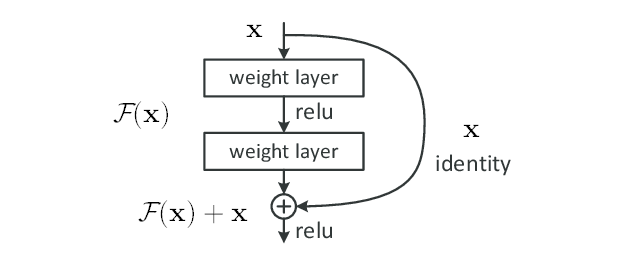 x
weight layer
relu
F(x)
x
weight layer
identity
F(x) + x
relu